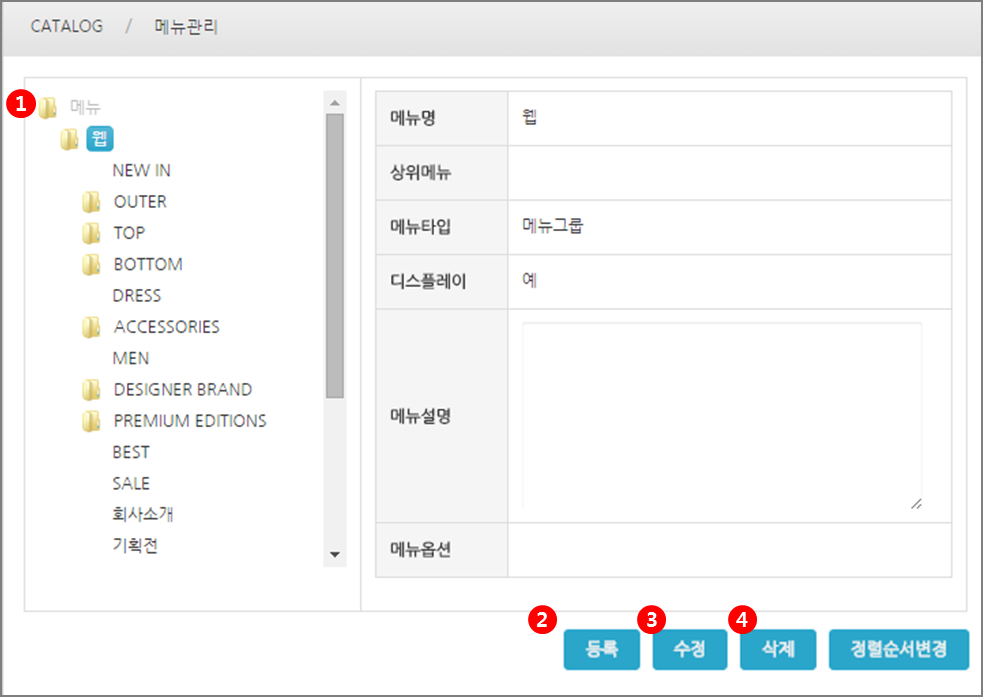 CATALOG / 메뉴관리
1
메뉴
웹
NEW IN
OUTER
TOP
BOTTOM
DRESS
ACCESSORIES
MEN
DESIGNER BRAND
PREMIUM EDITIONS
BEST
SALE
회사소개
기획전
메뉴명 웹
상위메뉴
메뉴타입 메뉴그룹
디스플레이 예
메뉴설명
메뉴옵션
2 3 4
등록 수정 삭제 정렬순서변경